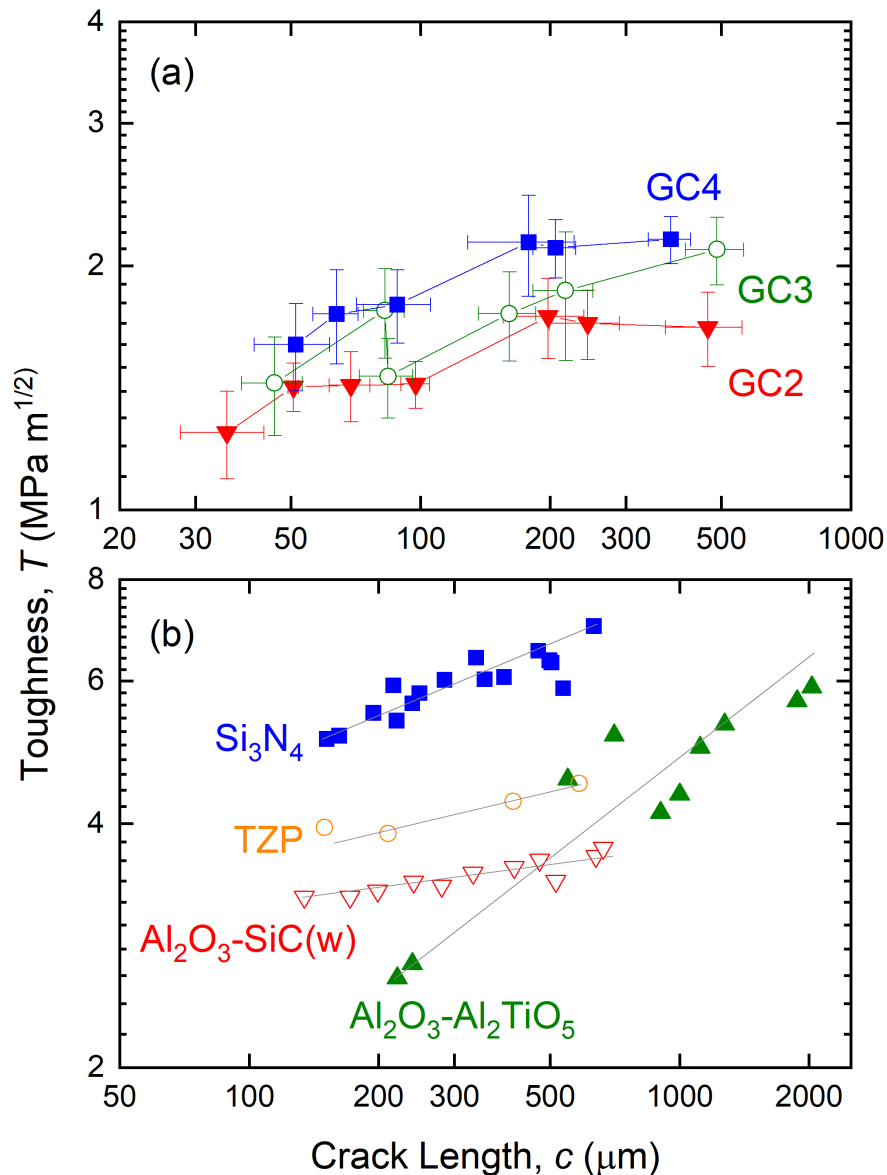 4
(a)
3
GC4
2
GC3
GC2
1
20 30 50 100 200 300 500 1000
Toughness, T (MPa m^1/2)
8
(b)
6
Si₃N₄
4
TZP
Al₂O₃-SiC(w)
Al₂O₃-Al₂TiO₅
2
50 100 200 300 500 1000 2000
Crack Length, c (μm)